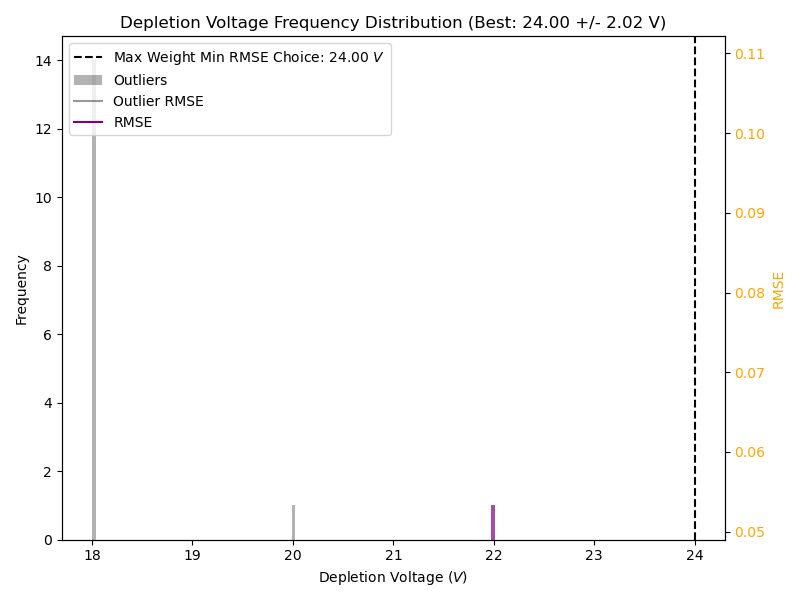 Depletion Voltage Frequency Distribution (Best: 24.00 +/- 2.02 V)
Max Weight Min RMSE Choice: 24.00 V
Outliers
Outlier RMSE
RMSE
Frequency
14
12
10
8
6
4
2
0
18
19
20
21
22
23
24
Depletion Voltage (V)
0.11
0.10
0.09
0.08
0.07
0.06
0.05
RMSE